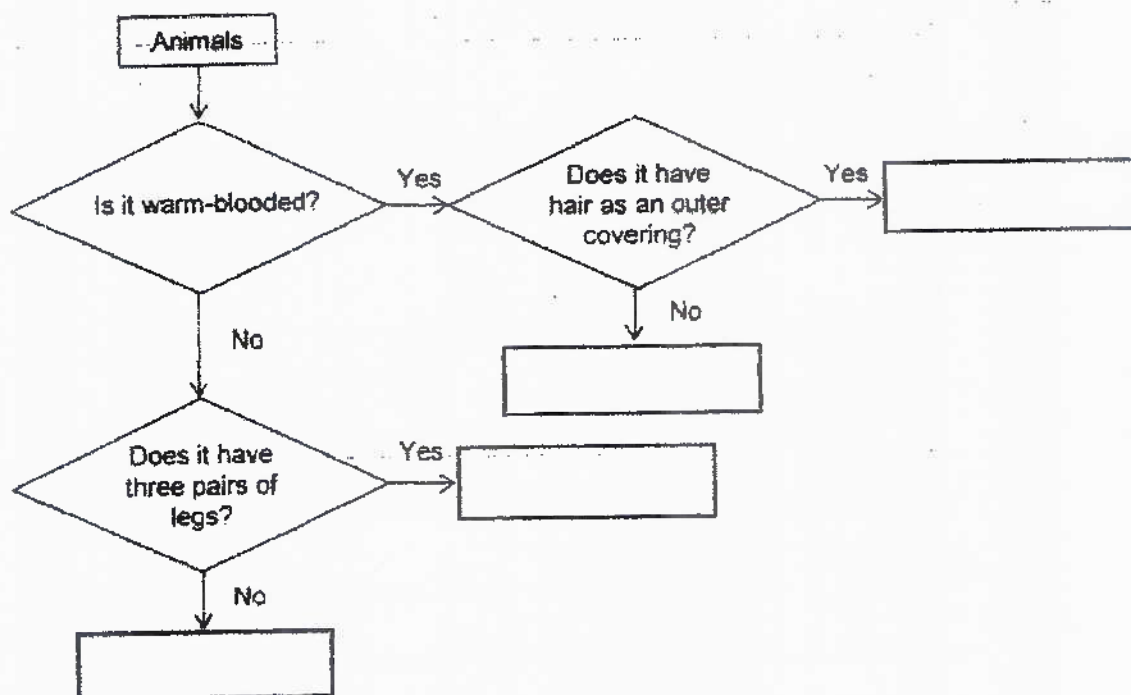 Animals
Is it warm-blooded?
Yes
Does it have
hair as an outer
covering?
Yes
No
No
Does it have
three pairs of
legs?
Yes
No